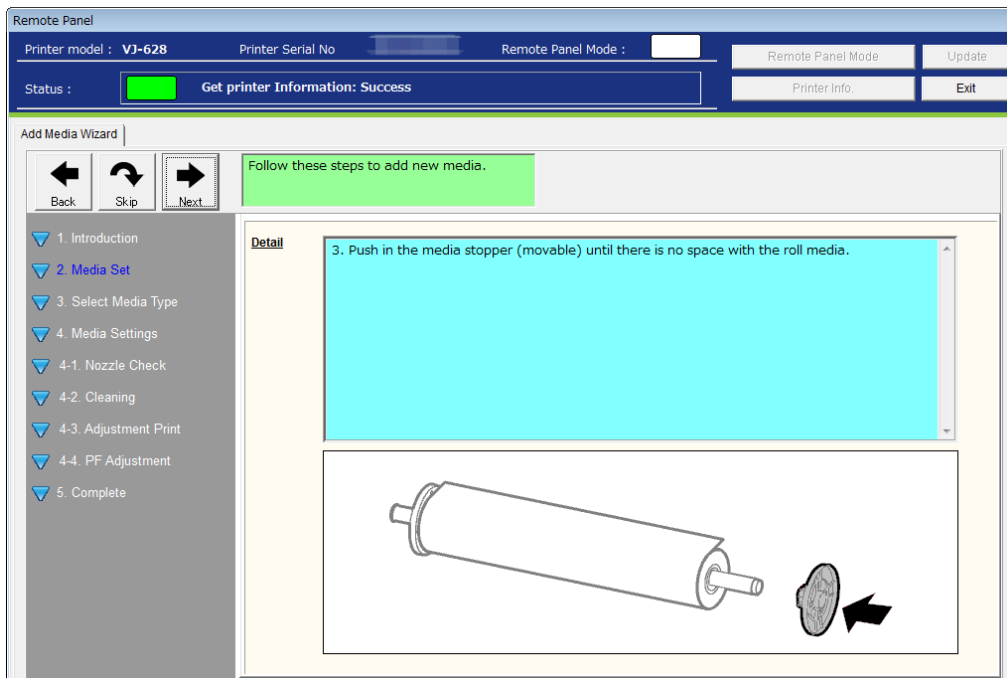 Remote Panel
Printer model : VJ-628 Printer Serial No Remote Panel Mode :
Remote Panel Mode Update
Status : Get printer Information: Success
Printer Info. Exit
Add Media Wizard
Back Skip Next
Follow these steps to add new media.
1. Introduction
2. Media Set
3. Select Media Type
4. Media Settings
4-1. Nozzle Check
4-2. Cleaning
4-3. Adjustment Print
4-4. PF Adjustment
5. Complete
Detail
3. Push in the media stopper (movable) until there is no space with the roll media.